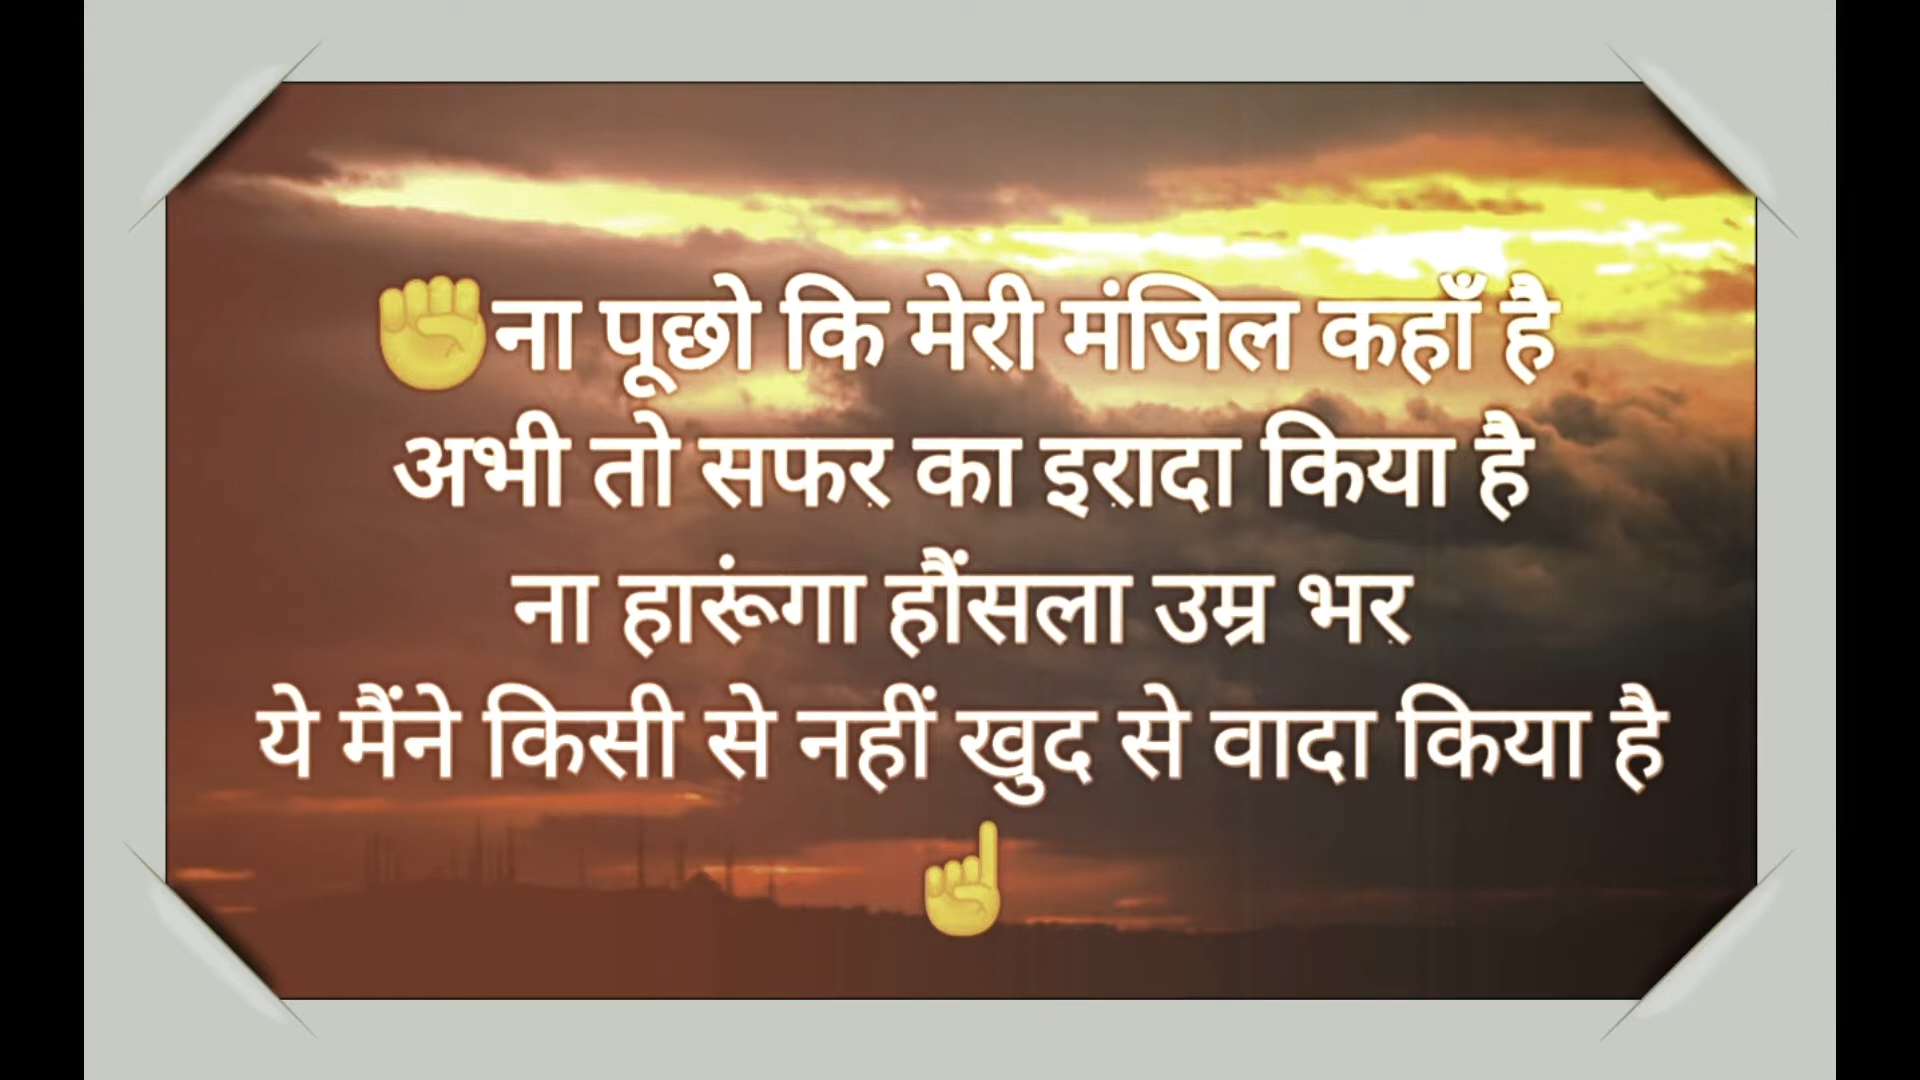 ✊ना पूछो कि मेरी मंजिल कहाँ है
अभी तो सफर का इरादा किया है
ना हारूंगा हौंसला उम्र भर
ये मैंने किसी से नहीं खुद से वादा किया है
☝